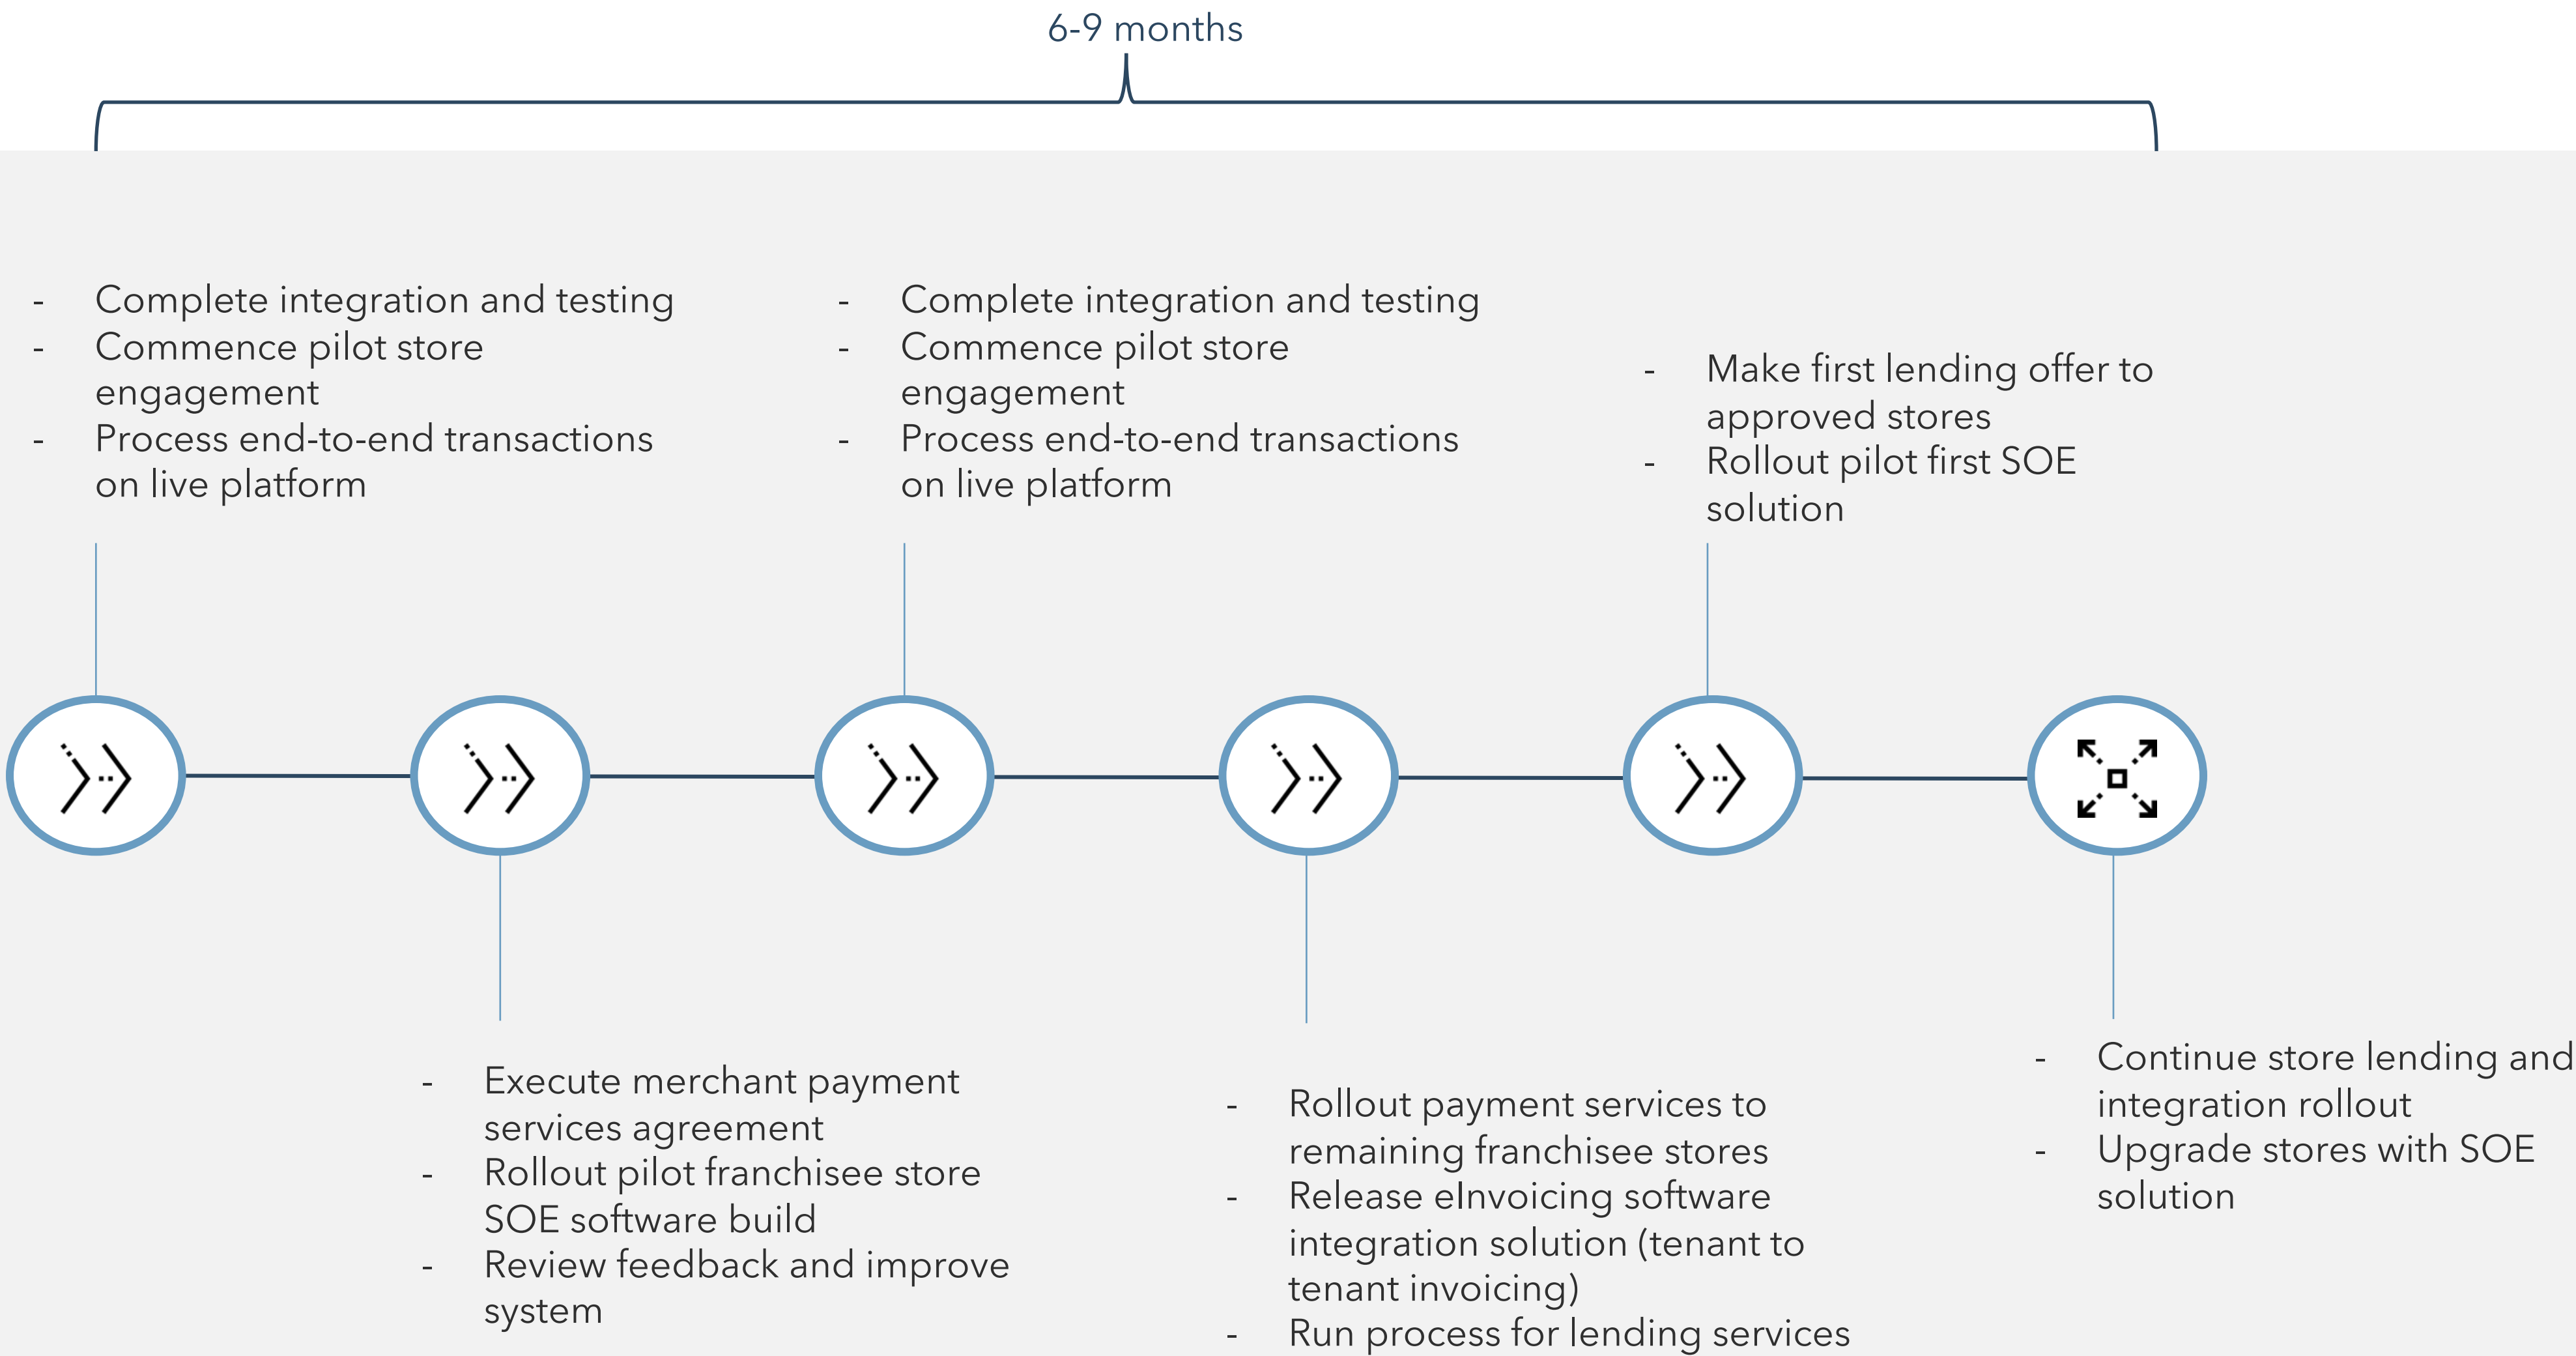 6-9 months
- Complete integration and testing
- Commence pilot store
engagement
- Process end-to-end transactions
on live platform
- Complete integration and testing
- Commence pilot store
engagement
- Process end-to-end transactions
on live platform
- Make first lending offer to
approved stores
- Rollout pilot first SOE
solution
- Execute merchant payment
services agreement
- Rollout pilot franchisee store
SOE software build
- Review feedback and improve
system
- Rollout payment services to
remaining franchisee stores
- Release eInvoicing software
integration solution (tenant to
tenant invoicing)
- Run process for lending services
- Continue store lending and
integration rollout
- Upgrade stores with SOE
solution